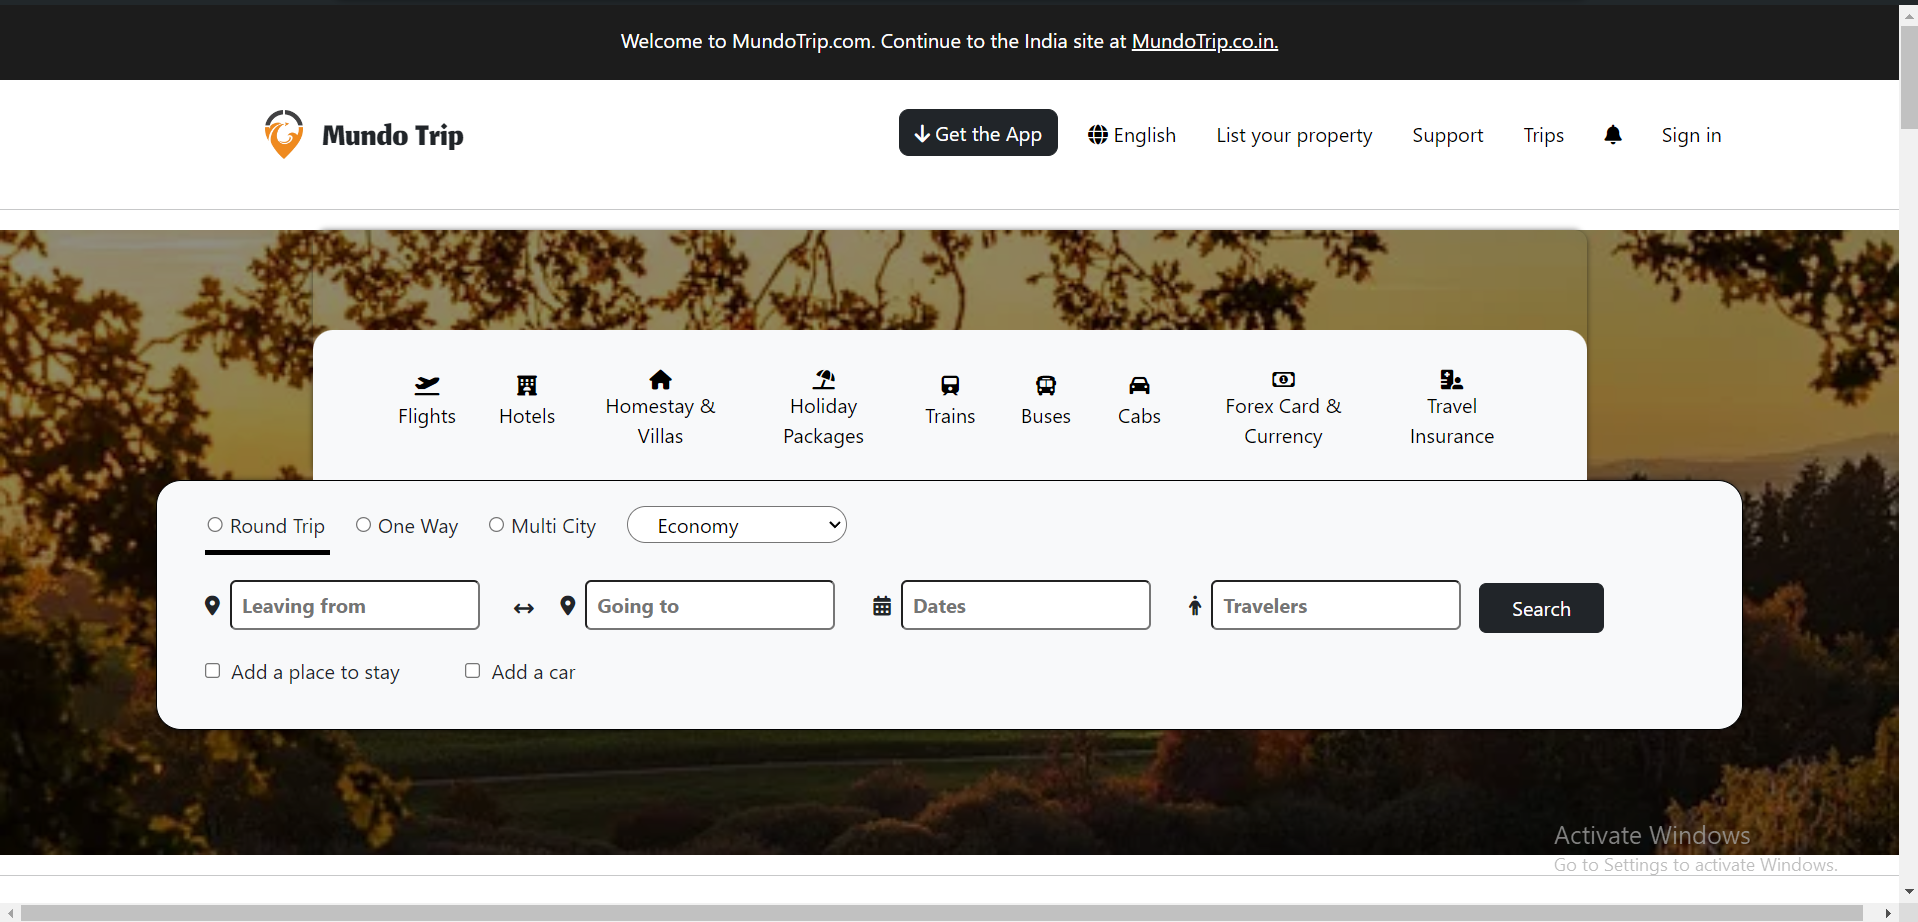 Welcome to MundoTrip.com. Continue to the India site at MundoTrip.co.in.
Mundo Trip
Get the App
English
List your property
Support
Trips
Sign in
Flights
Hotels
Homestay &
Villas
Holiday
Packages
Trains
Buses
Cabs
Forex Card &
Currency
Travel
Insurance
Round Trip
One Way
Multi City
Economy
Leaving from
Going to
Dates
Travelers
Search
Add a place to stay
Add a car
Activate Windows
Go to Settings to activate Windows.